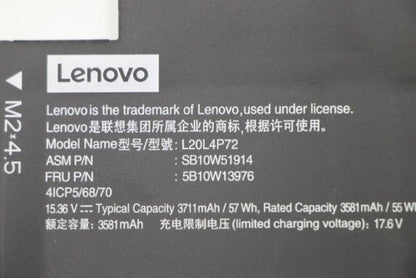 Lenovo
Lenovo is the trademark of Lenovo,used under license.
Lenovo是联想集团所属企业的商标,根据许可使用。
Model Name型号/型號: L20L4P72
ASM P/N : SB10W51914
FRU P/N : 5B10W13976
4ICP5/68/70
15.36 V⎓ Typical Capacity 3711mAh / 57 Wh, Rated Capacity 3581mAh / 55 Wh
额定容量: 3581mAh 充电限制电压(limited charging voltage): 17.6V
◀ M2*4.5